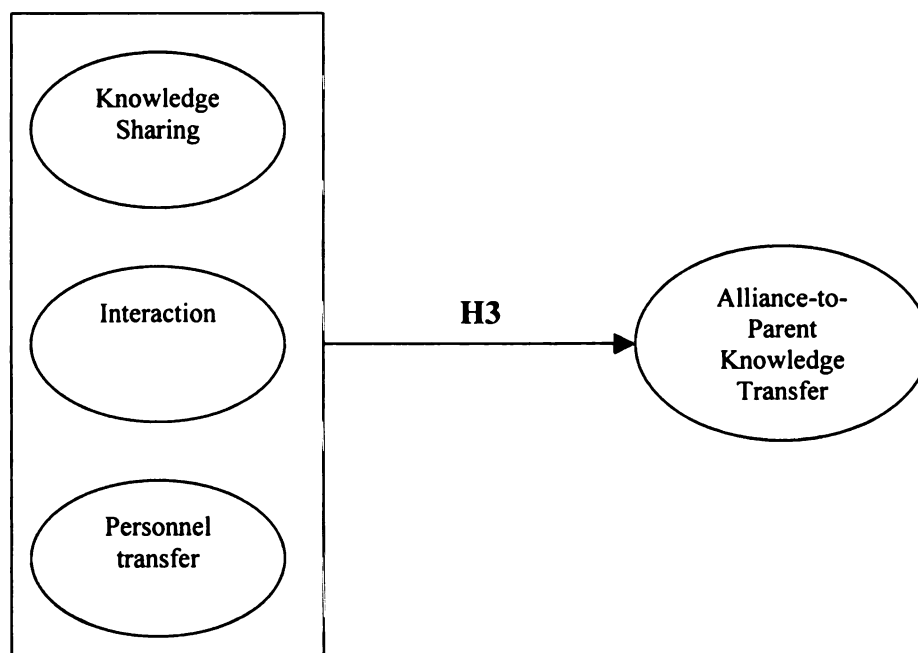 Knowledge
Sharing
Interaction
Personnel
transfer
H3
Alliance-to-
Parent
Knowledge
Transfer